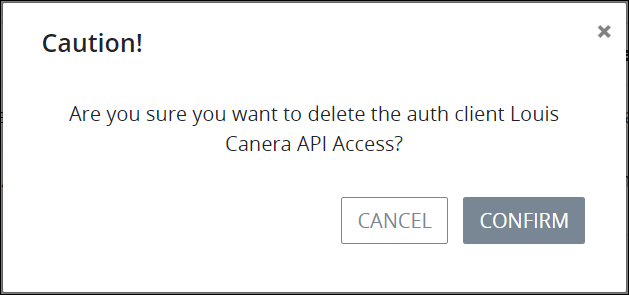 Caution!
Are you sure you want to delete the auth client Louis
Canera API Access?
CANCEL
CONFIRM